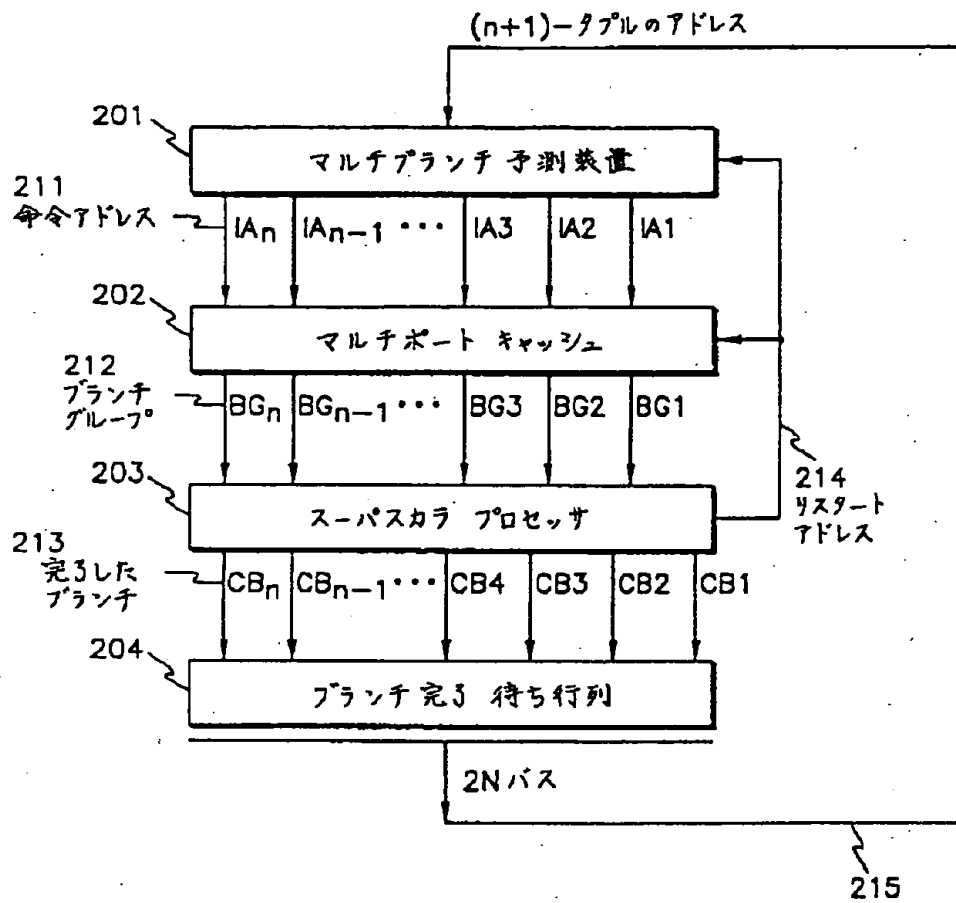 (n+1)-タプルのアドレス
201
マルチブランチ 予測装置
211
命令アドレス
IAn IAn-1 ··· IA3 IA2 IA1
202
マルチポート キャッシュ
212
ブランチ
グループ
BGn BGn-1 ··· BG3 BG2 BG1
203
スーパスカラ プロセッサ
214
リスタート
アドレス
213
完了した
ブランチ
CBn CBn-1 ··· CB4 CB3 CB2 CB1
204
ブランチ完了 待ち行列
2Nバス
215